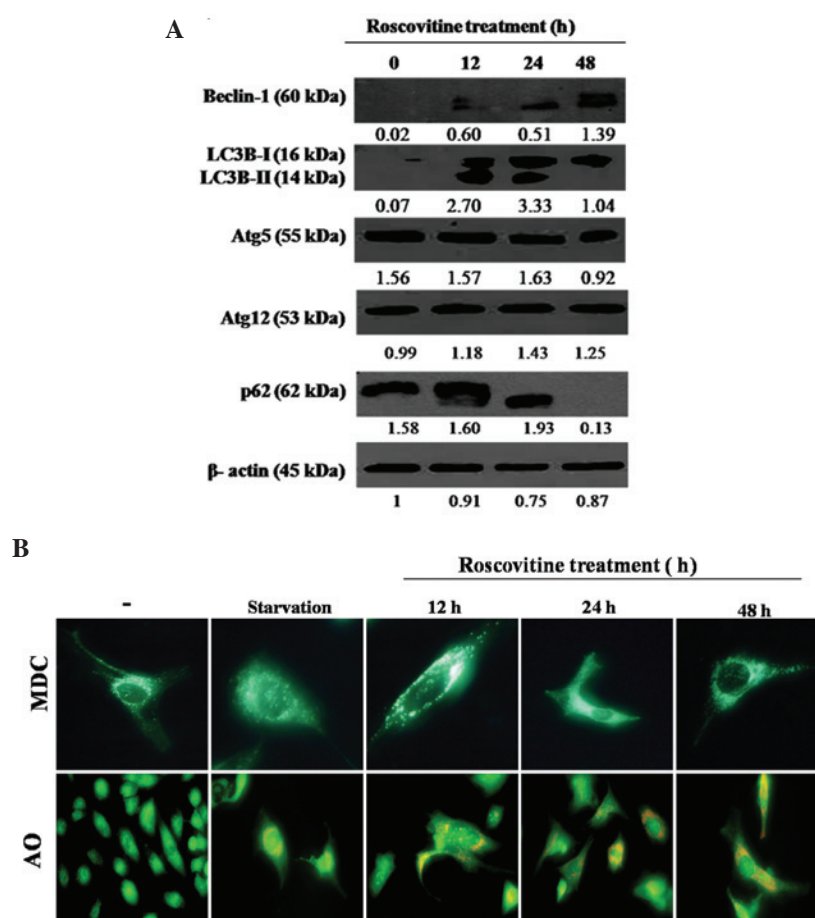 A
Roscovitine treatment (h)
0 12 24 48
Beclin-1 (60 kDa)
0.02 0.60 0.51 1.39
LC3B-I (16 kDa)
LC3B-II (14 kDa)
0.07 2.70 3.33 1.04
Atg5 (55 kDa)
1.56 1.57 1.63 0.92
Atg12 (53 kDa)
0.99 1.18 1.43 1.25
p62 (62 kDa)
1.58 1.60 1.93 0.13
β- actin (45 kDa)
1 0.91 0.75 0.87
B
Roscovitine treatment ( h)
- Starvation 12 h 24 h 48 h
MDC
AO